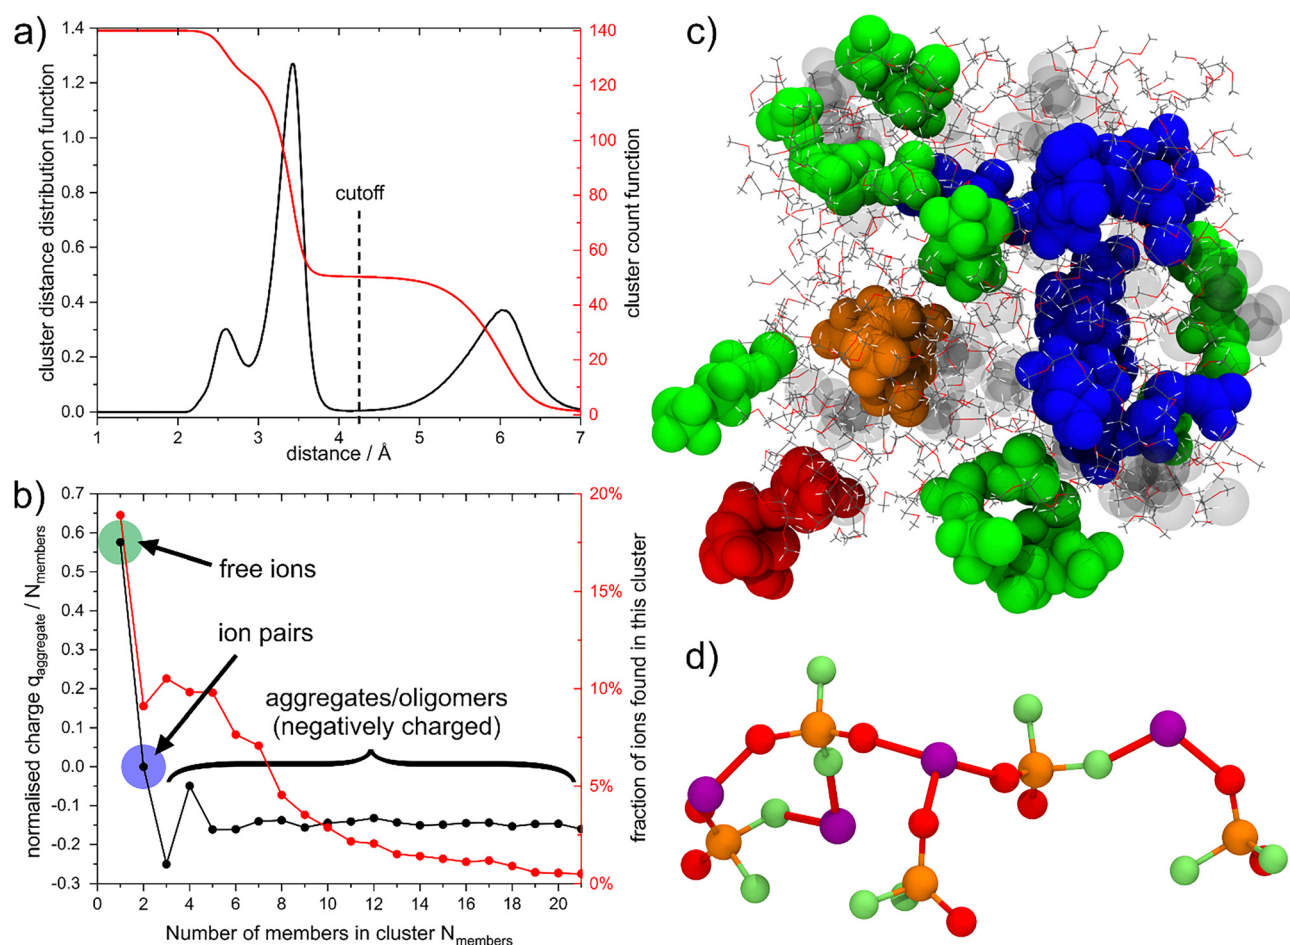 a)
cluster distance distribution function
1.4
1.2
1.0
0.8
0.6
0.4
0.2
0.0
cutoff
140
120
100
80
60
40
20
0
cluster count function
1 2 3 4 5 6 7
distance / Å
b)
normalised charge q_aggregate / N_members
0.7
0.6
0.5
0.4
0.3
0.2
0.1
0.0
-0.1
-0.2
-0.3
free ions
ion pairs
aggregates/oligomers
(negatively charged)
20%
15%
10%
5%
0%
fraction of ions found in this cluster
0 2 4 6 8 10 12 14 16 18 20
Number of members in cluster N_members
c)
d)